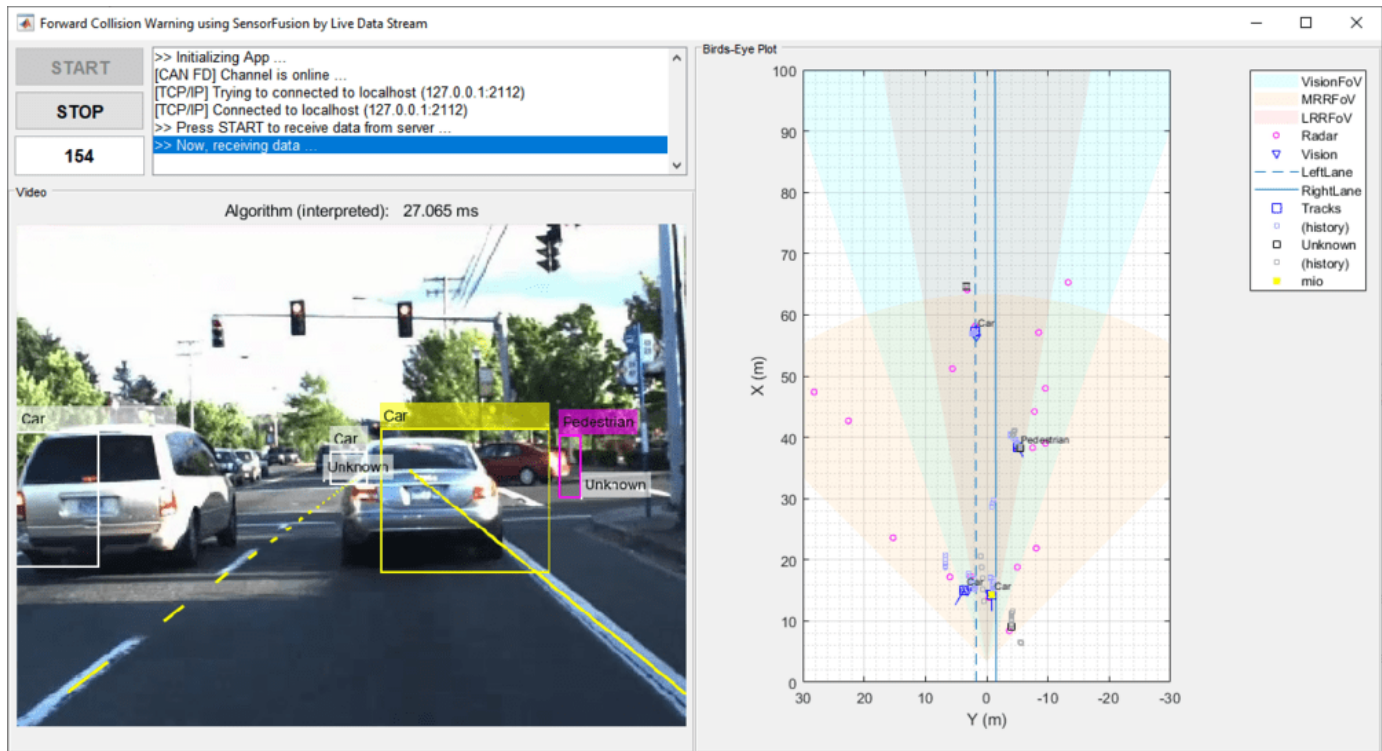 Forward Collision Warning using SensorFusion by Live Data Stream
START
STOP
154
>> Initializing App ...
[CAN FD] Channel is online ...
[TCP/IP] Trying to connected to localhost (127.0.0.1:2112)
[TCP/IP] Connected to localhost (127.0.0.1:2112)
>> Press START to receive data from server ...
>> Now, receiving data ...
Video
Algorithm (interpreted): 27.065 ms
Car
Car
Unknown
Car
Pedestrian
Unknown
Birds-Eye Plot
100
90
80
70
60
50
40
30
20
10
0
X (m)
30 20 10 0 -10 -20 -30
Y (m)
Car
Pedestrian
Car
Car
VisionFoV
MRRFoV
LRRFoV
Radar
Vision
LeftLane
RightLane
Tracks
(history)
Unknown
(history)
mio